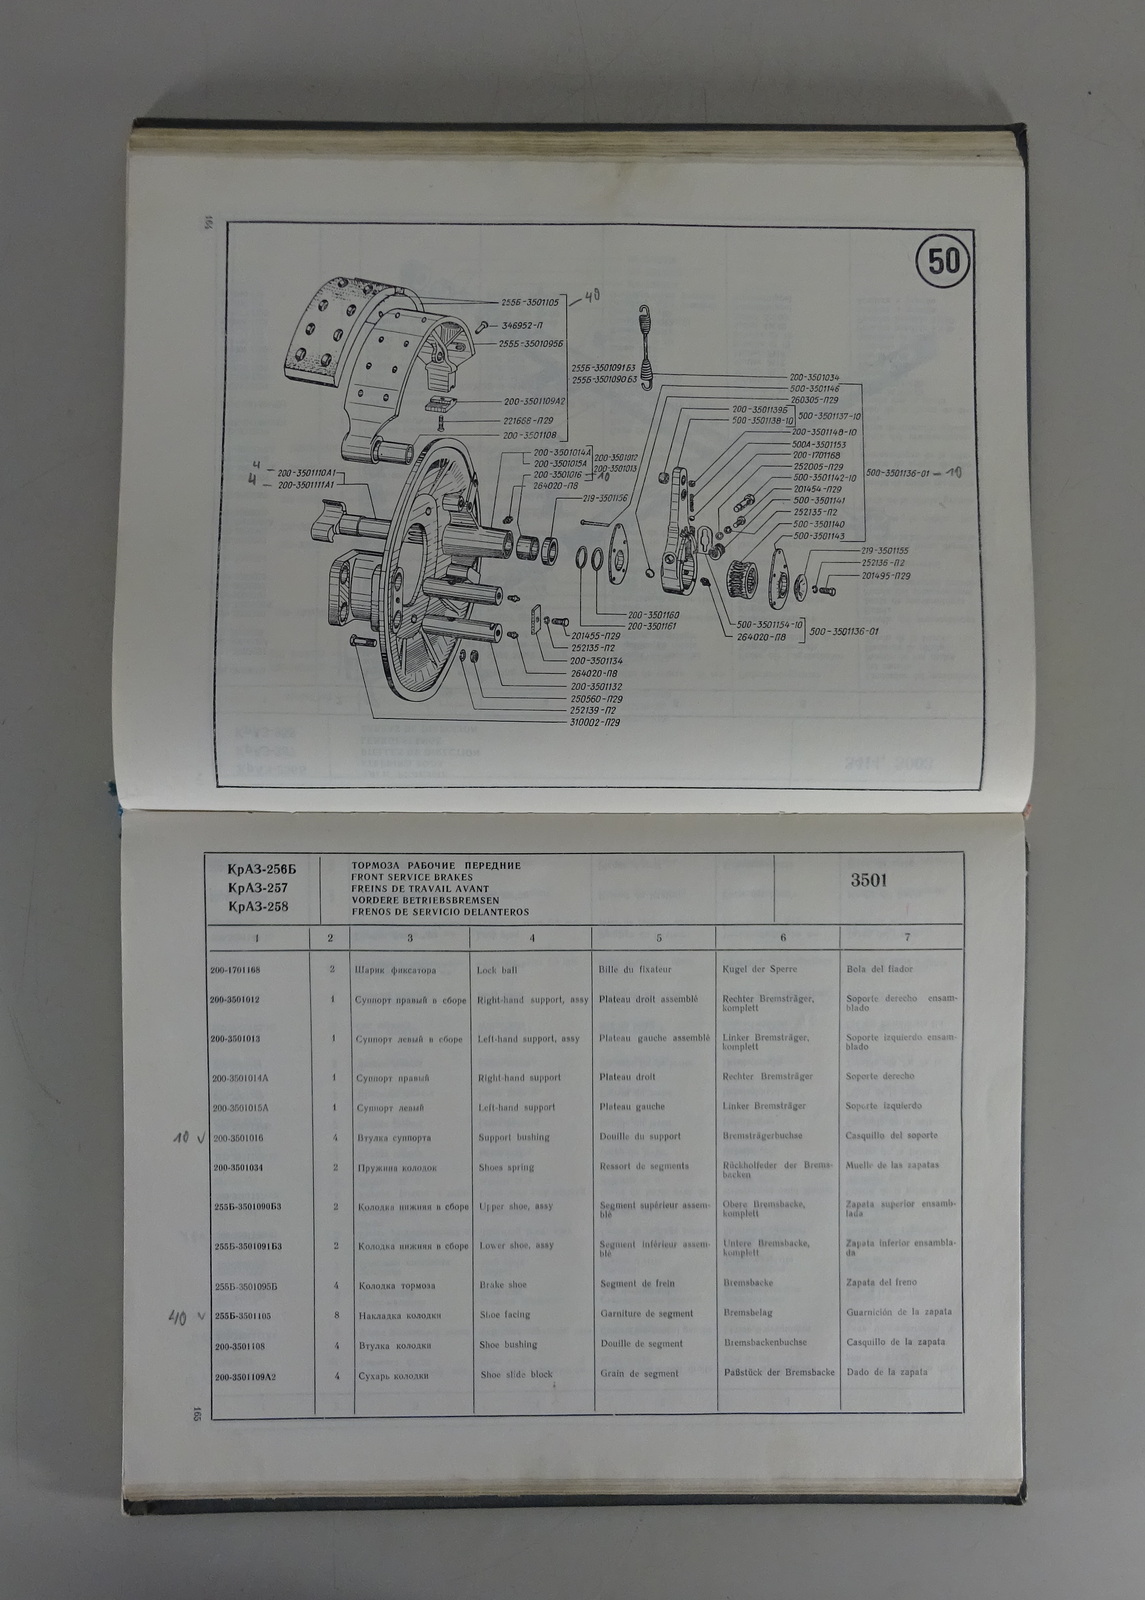 164
50
255Б-3501105
40
346952-П
255Б-3501095Б
255Б-3501091Б3
255Б-3501090Б3
200-3501109А2
221668-П29
200-3501108
200-3501034
500-3501146
260305-П29
200-3501139Б
500-3501138-10
500-3501137-10
200-3501148-10
500А-3501153
200-1701168
252005-П29
500-3501142-10
201454-П29
500-3501141
252135-П2
500-3501140
500-3501143
500-3501136-01 - 10
200-3501014А
200-3501015А
200-3501012
200-3501013
200-3501016 - 10
264020-П8
219-3501156
4 - 200-3501110А1
4 - 200-3501111А1
219-3501155
252136-П2
201495-П29
200-3501160
200-3501161
500-3501154-10
264020-П8
500-3501136-01
201455-П29
252135-П2
200-3501134
264020-П8
200-3501132
250560-П29
252139-П2
310002-П29
КрАЗ-256Б
КрАЗ-257
КрАЗ-258
ТОРМОЗА РАБОЧИЕ ПЕРЕДНИЕ
FRONT SERVICE BRAKES
FREINS DE TRAVAIL AVANT
VORDERE BETRIEBSBREMSEN
FRENOS DE SERVICIO DELANTEROS
3501
1 2 3 4 5 6 7
200-1701168 2 Шарик фиксатора Lock ball Bille du fixateur Kugel der Sperre Bola del fiador
200-3501012 1 Суппорт правый в сборе Right-hand support, assy Plateau droit assemblé Rechter Bremsträger, komplett Soporte derecho ensamblado
200-3501013 1 Суппорт левый в сборе Left-hand support, assy Plateau gauche assemblé Linker Bremsträger, komplett Soporte izquierdo ensamblado
200-3501014А 1 Суппорт правый Right-hand support Plateau droit Rechter Bremsträger Soporte derecho
200-3501015А 1 Суппорт левый Left-hand support Plateau gauche Linker Bremsträger Soporte izquierdo
10 v 200-3501016 4 Втулка суппорта Support bushing Douille du support Bremsträgerbuchse Casquillo del soporte
200-3501034 2 Пружина колодок Shoes spring Ressort de segments Rückholfeder der Bremsbacken Muelle de las zapatas
255Б-3501090Б3 2 Колодка нижняя в сборе Upper shoe, assy Segment supérieur assemblé Obere Bremsbacke, komplett Zapata superior ensamblada
255Б-3501091Б3 2 Колодка нижняя в сборе Lower shoe, assy Segment inférieur assemblé Untere Bremsbacke, komplett Zapata inferior ensamblada
255Б-3501095Б 4 Колодка тормоза Brake shoe Segment de frein Bremsbacke Zapata del freno
40 v 255Б-3501105 8 Накладка колодки Shoe facing Garniture de segment Bremsbelag Guarnición de la zapata
200-3501108 4 Втулка колодки Shoe bushing Douille de segment Bremsbackenbuchse Casquillo de la zapata
200-3501109А2 4 Сухарь колодки Shoe slide block Grain de segment Paßstück der Bremsbacke Dado de la zapata
165